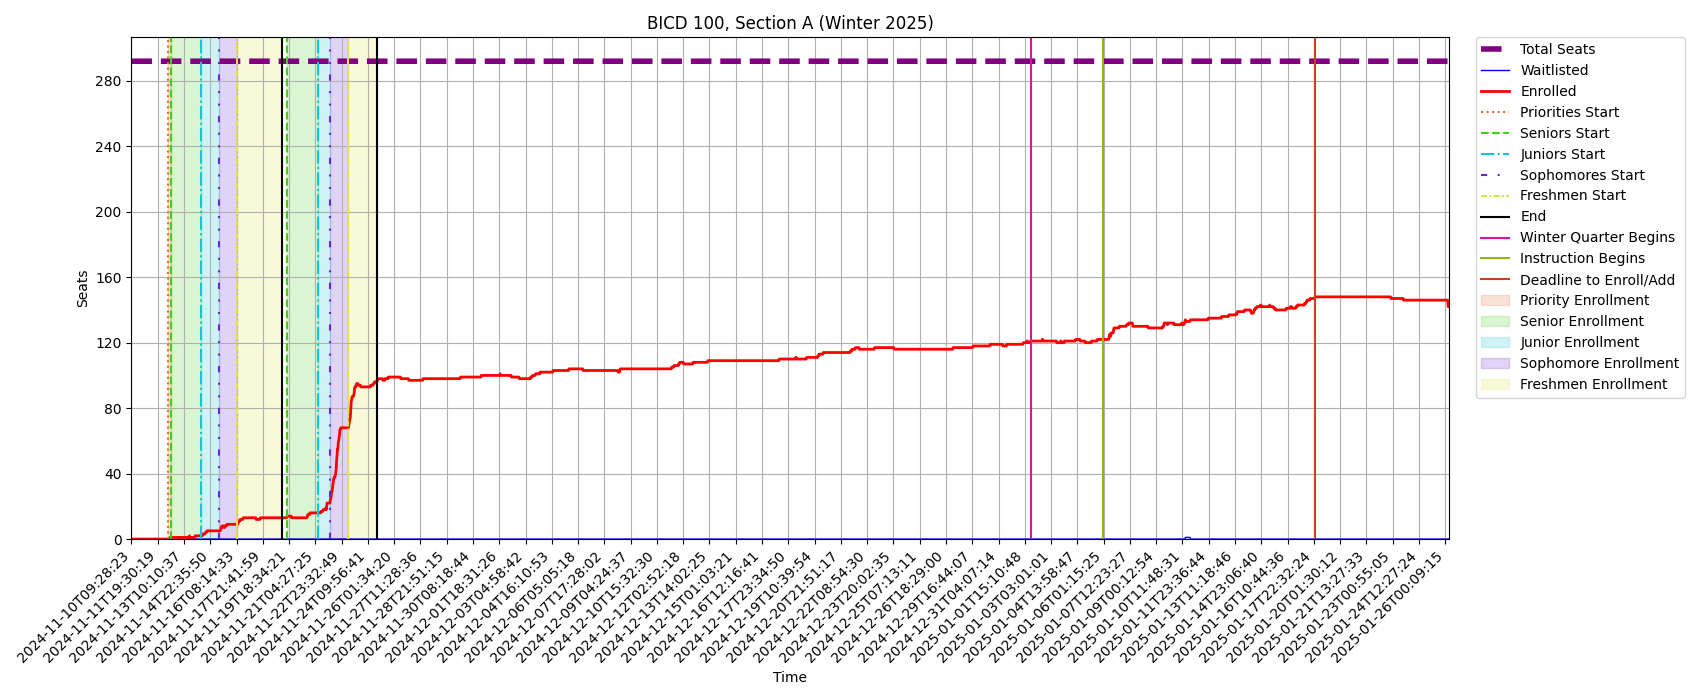 BICD 100, Section A (Winter 2025)
Seats
280
240
200
160
120
80
40
0
2024-11-10T09:28:23
2024-11-11T19:30:19
2024-11-13T10:10:37
2024-11-14T22:35:50
2024-11-16T08:14:33
2024-11-17T21:41:59
2024-11-19T18:34:21
2024-11-21T04:27:25
2024-11-22T23:32:49
2024-11-24T09:56:41
2024-11-26T01:34:20
2024-11-27T11:28:36
2024-11-28T21:51:15
2024-11-30T08:18:44
2024-12-01T18:31:26
2024-12-03T04:58:42
2024-12-04T16:10:53
2024-12-06T05:05:18
2024-12-07T17:28:02
2024-12-09T04:24:37
2024-12-10T15:32:30
2024-12-12T02:52:18
2024-12-13T14:02:25
2024-12-15T01:03:21
2024-12-16T12:16:41
2024-12-17T23:34:50
2024-12-19T10:39:54
2024-12-20T21:51:17
2024-12-22T08:54:30
2024-12-23T20:02:35
2024-12-25T07:13:11
2024-12-26T18:29:00
2024-12-29T16:44:07
2024-12-31T04:07:14
2025-01-01T15:10:48
2025-01-03T03:01:01
2025-01-04T13:58:47
2025-01-06T01:15:25
2025-01-07T12:23:27
2025-01-09T00:12:54
2025-01-10T11:48:31
2025-01-11T23:36:44
2025-01-13T11:18:46
2025-01-14T23:06:40
2025-01-16T10:44:36
2025-01-17T22:32:24
2025-01-20T01:30:12
2025-01-21T13:27:33
2025-01-23T00:55:05
2025-01-24T12:27:24
2025-01-26T00:09:15
Time
Total Seats
Waitlisted
Enrolled
Priorities Start
Seniors Start
Juniors Start
Sophomores Start
Freshmen Start
End
Winter Quarter Begins
Instruction Begins
Deadline to Enroll/Add
Priority Enrollment
Senior Enrollment
Junior Enrollment
Sophomore Enrollment
Freshmen Enrollment